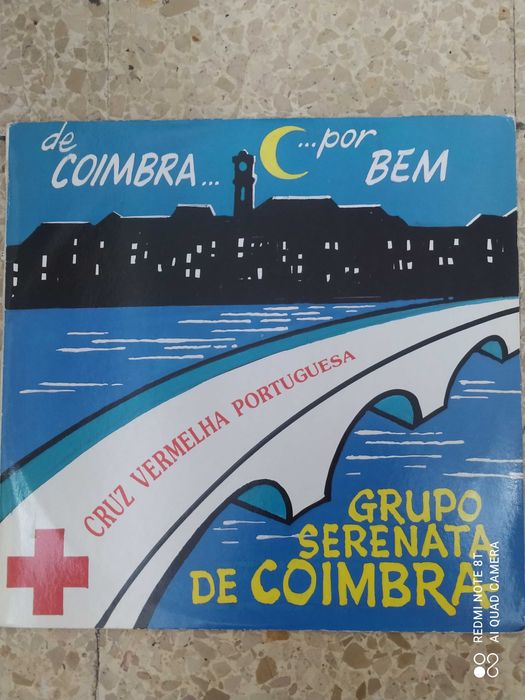 de
COIMBRA...
...por
BEM
CRUZ VERMELHA PORTUGUESA
GRUPO
SERENATA
DE COIMBRA
REDMI NOTE 8T
AI QUAD CAMERA